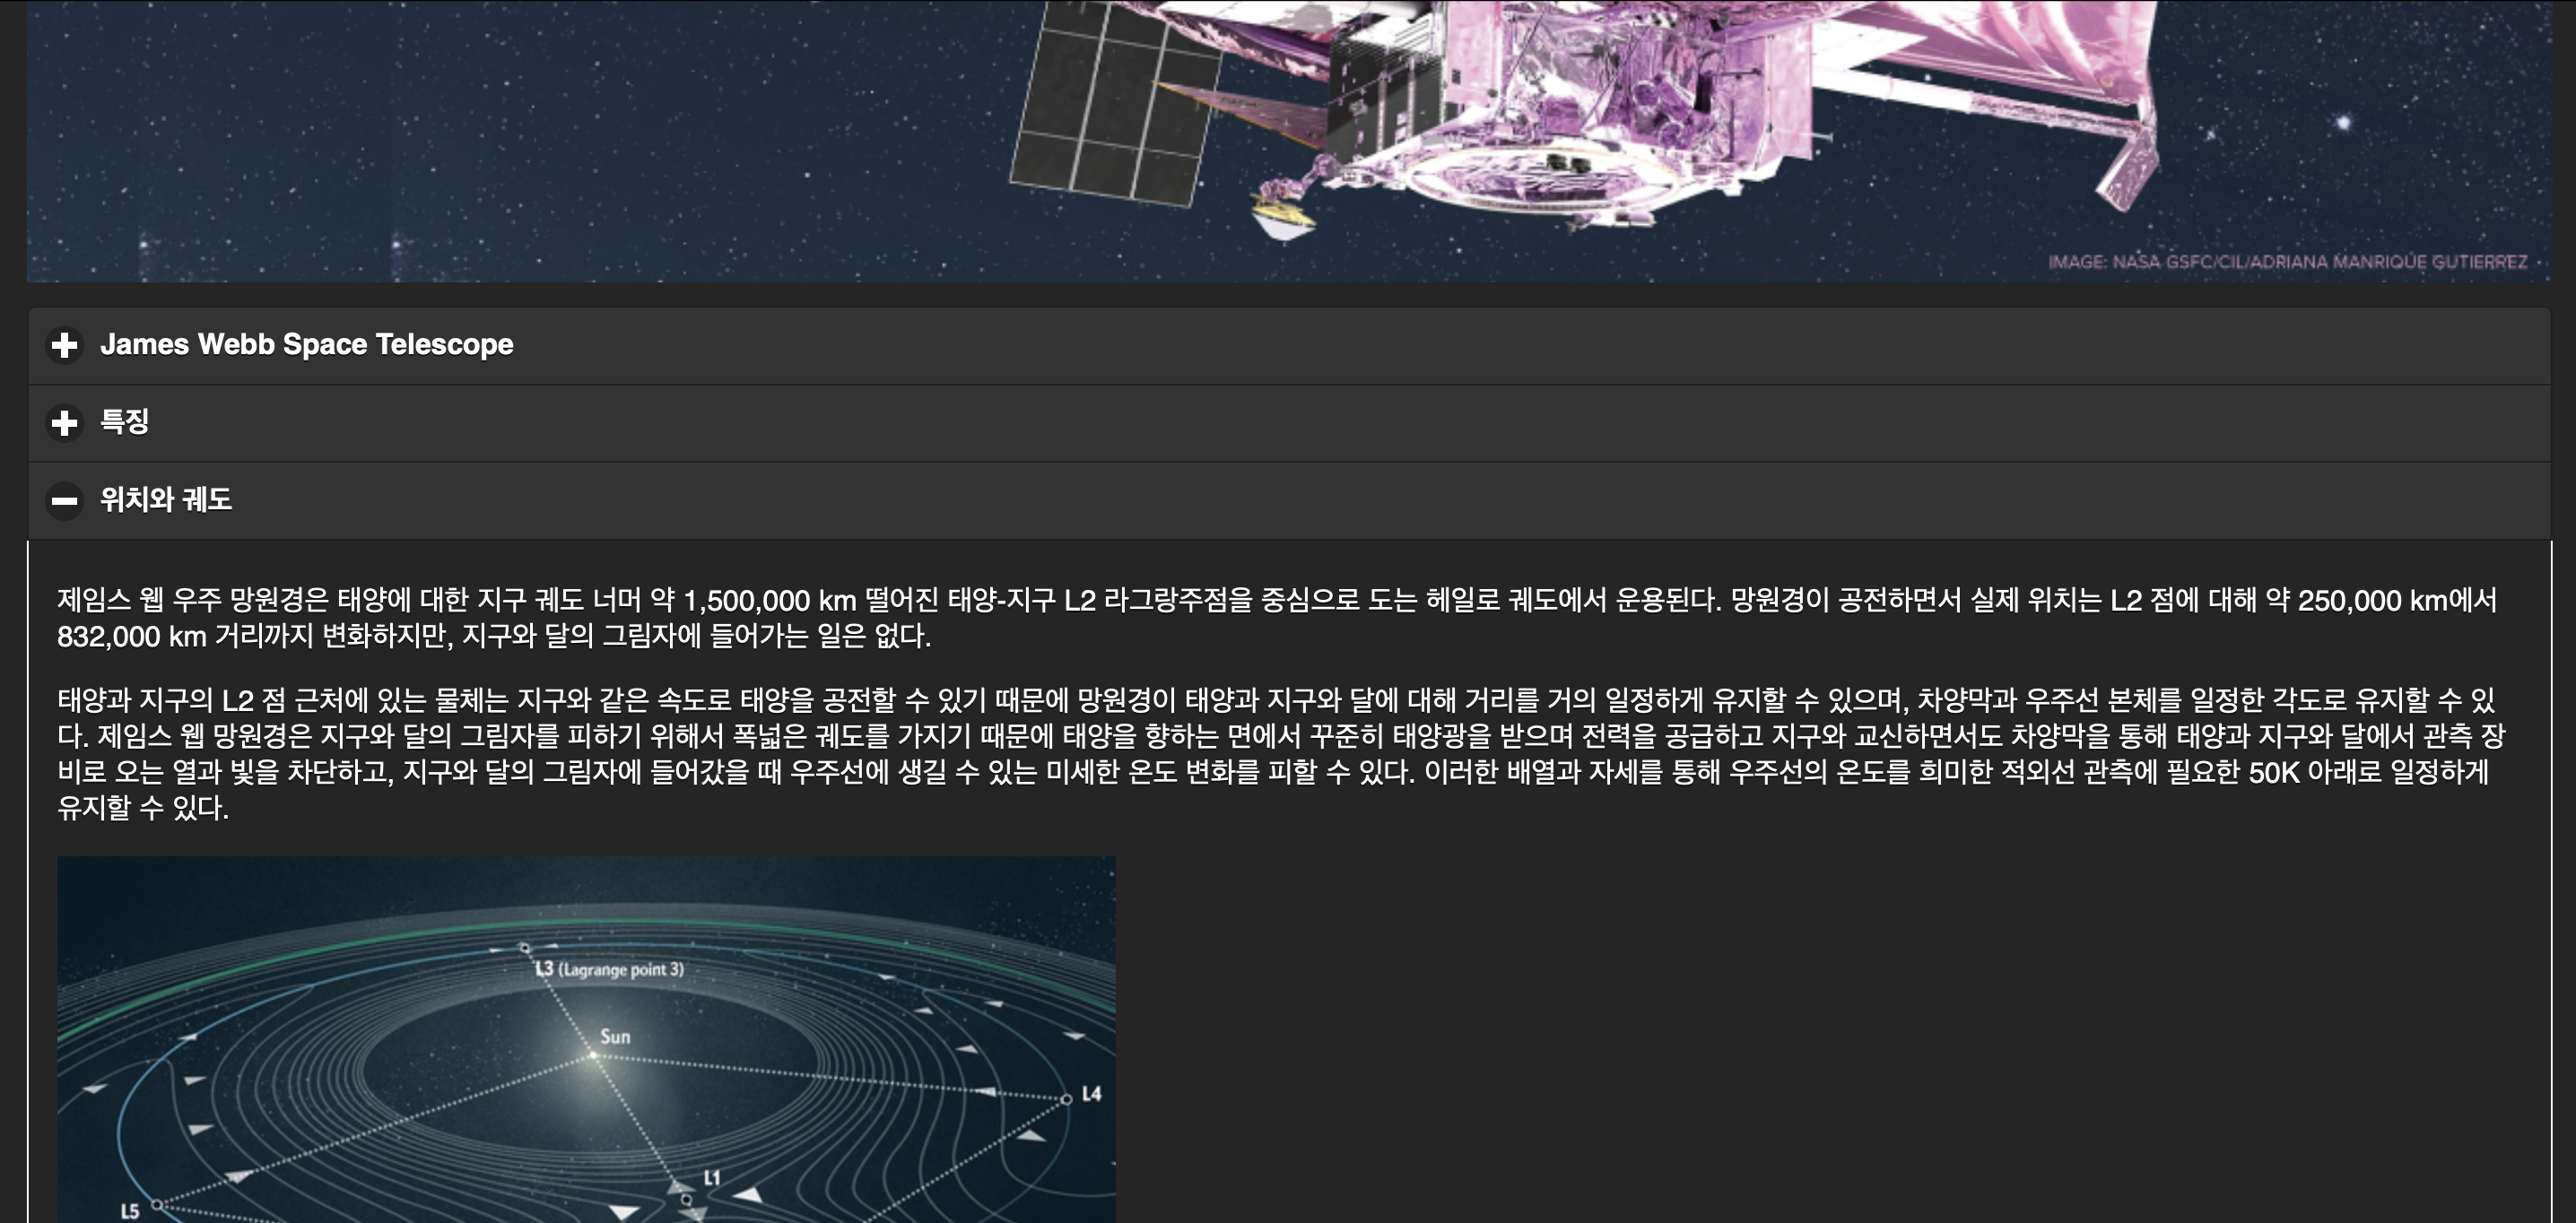 IMAGE: NASA GSFC/CIL/ADRIANA MANRIQUE GUTIERREZ
James Webb Space Telescope
특징
위치와 궤도
제임스 웹 우주 망원경은 태양에 대한 지구 궤도 너머 약 1,500,000 km 떨어진 태양-지구 L2 라그랑주점을 중심으로 도는 헤일로 궤도에서 운용된다. 망원경이 공전하면서 실제 위치는 L2 점에 대해 약 250,000 km에서
832,000 km 거리까지 변화하지만, 지구와 달의 그림자에 들어가는 일은 없다.
태양과 지구의 L2 점 근처에 있는 물체는 지구와 같은 속도로 태양을 공전할 수 있기 때문에 망원경이 태양과 지구와 달에 대해 거리를 거의 일정하게 유지할 수 있으며, 차양막과 우주선 본체를 일정한 각도로 유지할 수 있
다. 제임스 웹 망원경은 지구와 달의 그림자를 피하기 위해서 폭넓은 궤도를 가지기 때문에 태양을 향하는 면에서 꾸준히 태양광을 받으며 전력을 공급하고 지구와 교신하면서도 차양막을 통해 태양과 지구와 달에서 관측 장
비로 오는 열과 빛을 차단하고, 지구와 달의 그림자에 들어갔을 때 우주선에 생길 수 있는 미세한 온도 변화를 피할 수 있다. 이러한 배열과 자세를 통해 우주선의 온도를 희미한 적외선 관측에 필요한 50K 아래로 일정하게
유지할 수 있다.
L3 (Lagrange point 3)
Sun
L4
L1
L5